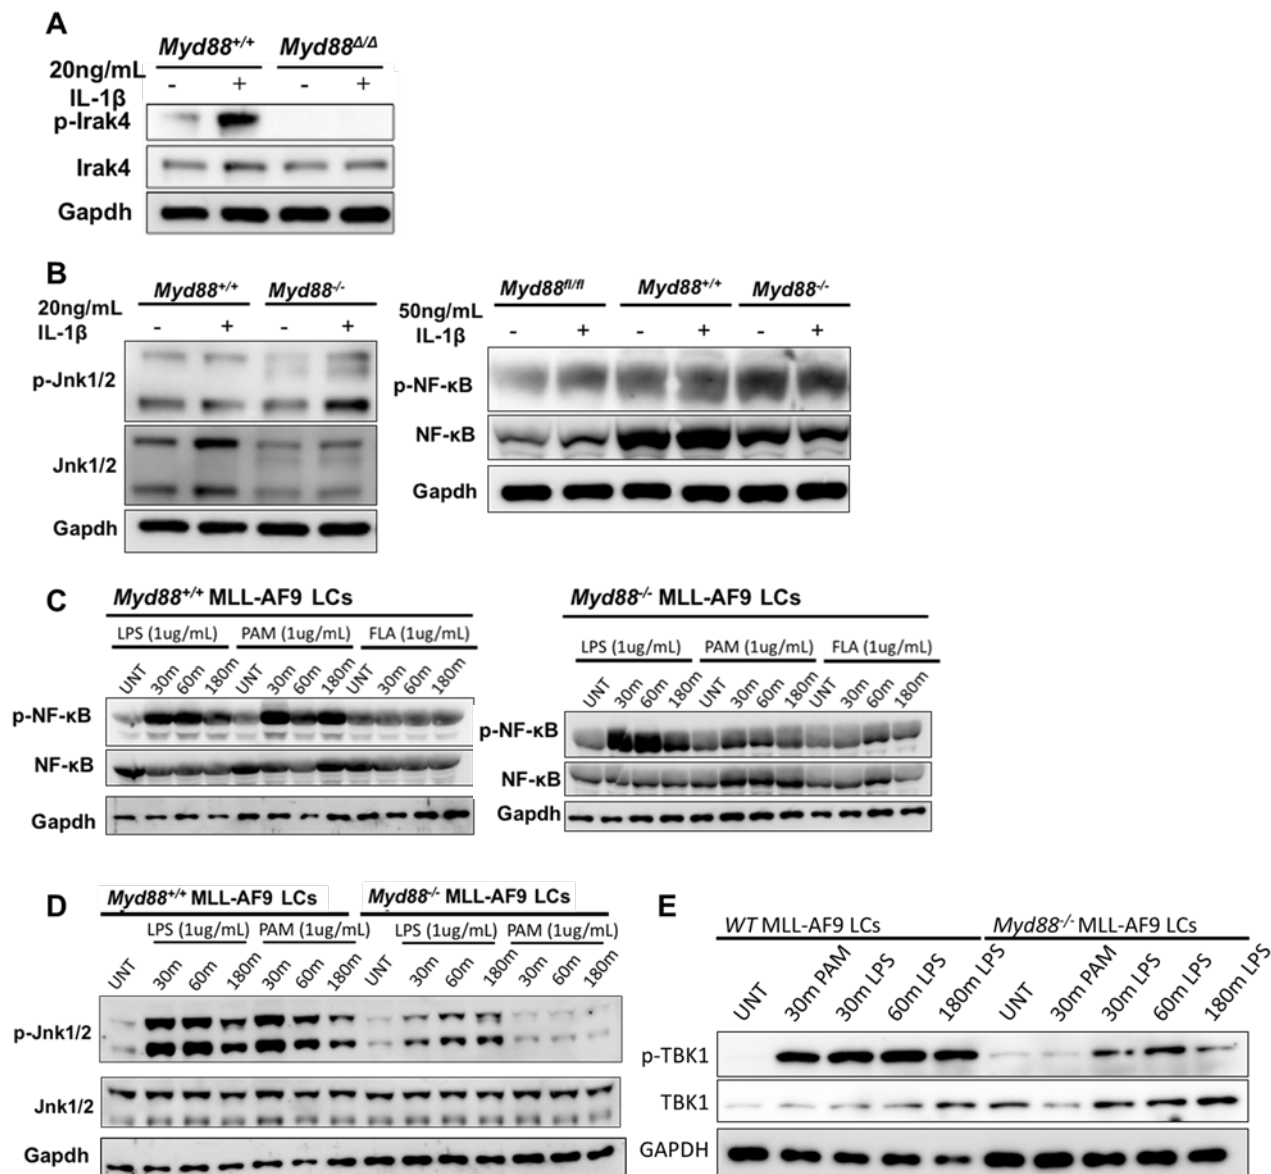 A
Myd88+/+ Myd88Δ/Δ
20ng/mL
IL-1β - + - +
p-Irak4
Irak4
Gapdh
B
Myd88+/+ Myd88-/-
20ng/mL
IL-1β - + - +
p-Jnk1/2
Jnk1/2
Gapdh
Myd88fl/fl Myd88+/+ Myd88-/-
50ng/mL
IL-1β - + - + - +
p-NF-κB
NF-κB
Gapdh
C
Myd88+/+ MLL-AF9 LCs
LPS (1ug/mL) PAM (1ug/mL) FLA (1ug/mL)
UNT 30m 60m 180m UNT 30m 60m 180m UNT 30m 60m 180m
p-NF-κB
NF-κB
Gapdh
Myd88-/- MLL-AF9 LCs
LPS (1ug/mL) PAM (1ug/mL) FLA (1ug/mL)
UNT 30m 60m 180m UNT 30m 60m 180m UNT 30m 60m 180m
p-NF-κB
NF-κB
Gapdh
D
Myd88+/+ MLL-AF9 LCs Myd88-/- MLL-AF9 LCs
LPS (1ug/mL) PAM (1ug/mL) LPS (1ug/mL) PAM (1ug/mL)
UNT 30m 60m 180m 30m 60m 180m UNT 30m 60m 180m 30m 60m 180m
p-Jnk1/2
Jnk1/2
Gapdh
E
WT MLL-AF9 LCs Myd88-/- MLL-AF9 LCs
UNT 30m PAM 30m LPS 60m LPS 180m LPS UNT 30m PAM 30m LPS 60m LPS 180m LPS
p-TBK1
TBK1
GAPDH